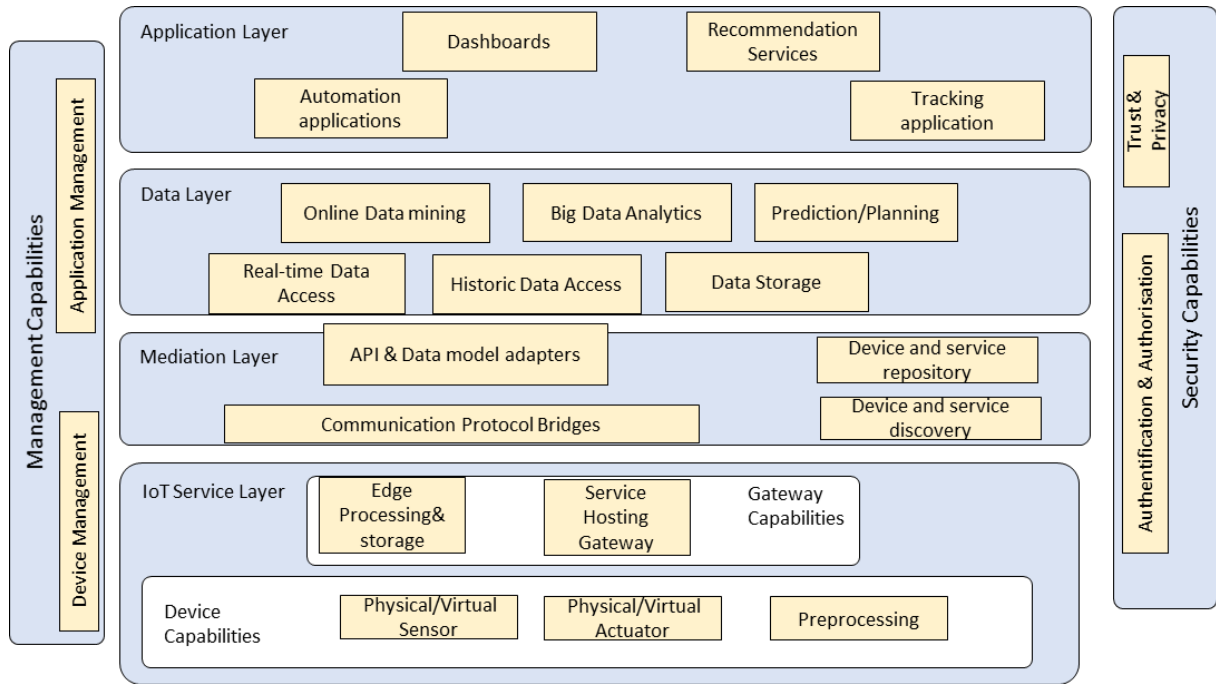 Application Layer
Dashboards
Recommendation
Services
Automation
applications
Tracking
application
Data Layer
Online Data mining
Big Data Analytics
Prediction/Planning
Real-time Data
Access
Historic Data Access
Data Storage
Mediation Layer
API & Data model adapters
Device and service
repository
Communication Protocol Bridges
Device and service
discovery
IoT Service Layer
Edge
Processing&
storage
Service
Hosting
Gateway
Gateway
Capabilities
Device
Capabilities
Physical/Virtual
Sensor
Physical/Virtual
Actuator
Preprocessing
Management Capabilities
Application Management
Device Management
Trust &
Privacy
Authentification & Authorisation
Security Capabilities